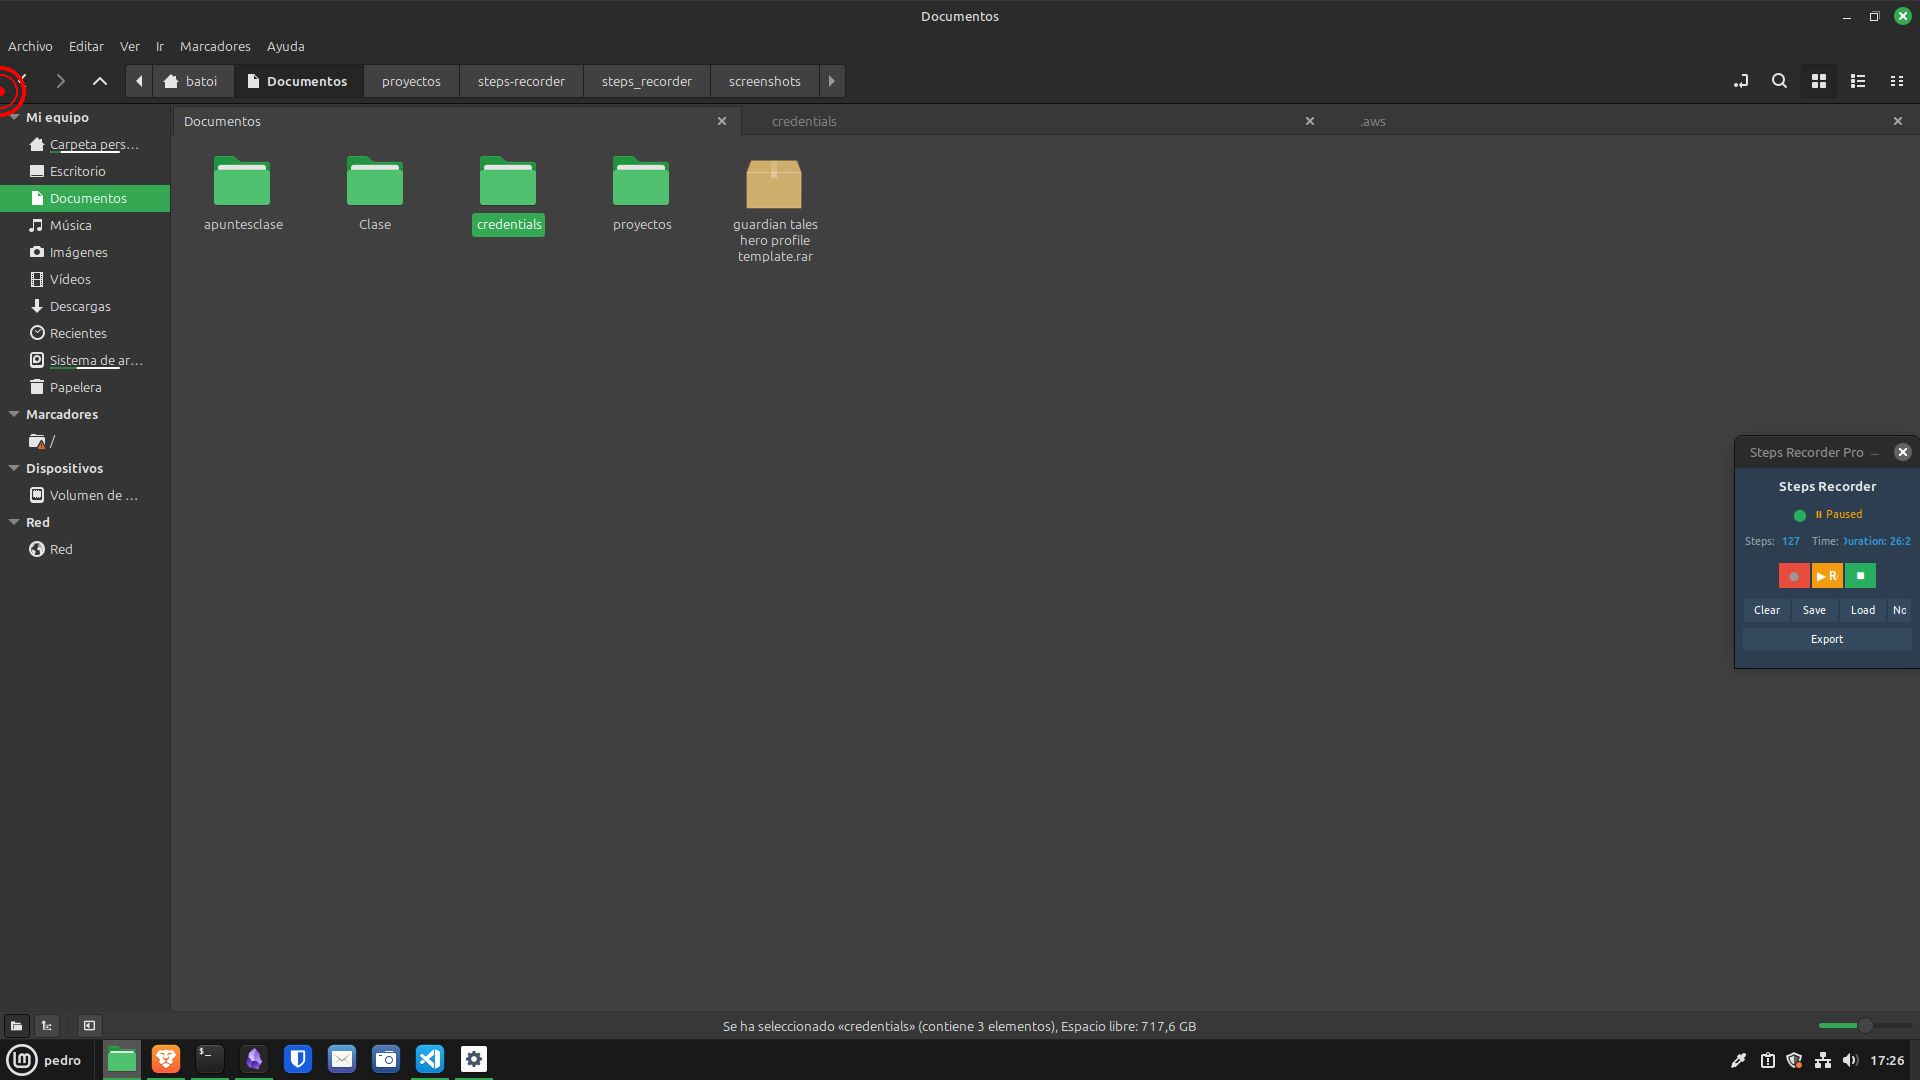 Documentos
Archivo Editar Ver Ir Marcadores Ayuda
batoi Documentos proyectos steps-recorder steps_recorder screenshots
Mi equipo
Carpeta pers...
Escritorio
Documentos
Música
Imágenes
Vídeos
Descargas
Recientes
Sistema de ar...
Papelera
Marcadores
/
Dispositivos
Volumen de ...
Red
Red
Documentos credentials .aws
apuntesclase
Clase
credentials
proyectos
guardian tales
hero profile
template.rar
Steps Recorder Pro
Steps Recorder
Paused
Steps: 127 Time: Duration: 26:2
R
Clear Save Load No
Export
Se ha seleccionado «credentials» (contiene 3 elementos), Espacio libre: 717,6 GB
pedro
17:26